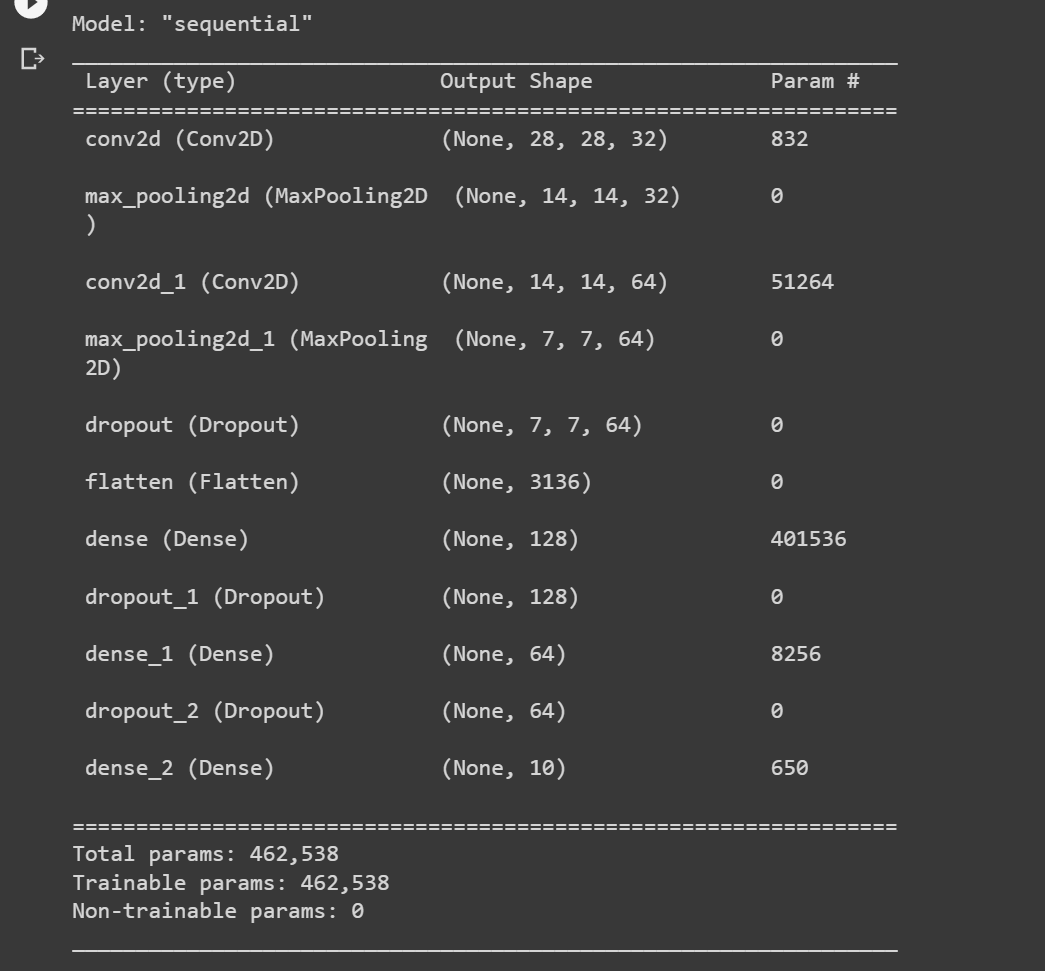 Model: "sequential"
_________________________________________________________________
Layer (type) Output Shape Param #
=================================================================
conv2d (Conv2D) (None, 28, 28, 32) 832
max_pooling2d (MaxPooling2D (None, 14, 14, 32) 0
)
conv2d_1 (Conv2D) (None, 14, 14, 64) 51264
max_pooling2d_1 (MaxPooling (None, 7, 7, 64) 0
2D)
dropout (Dropout) (None, 7, 7, 64) 0
flatten (Flatten) (None, 3136) 0
dense (Dense) (None, 128) 401536
dropout_1 (Dropout) (None, 128) 0
dense_1 (Dense) (None, 64) 8256
dropout_2 (Dropout) (None, 64) 0
dense_2 (Dense) (None, 10) 650
=================================================================
Total params: 462,538
Trainable params: 462,538
Non-trainable params: 0
_________________________________________________________________